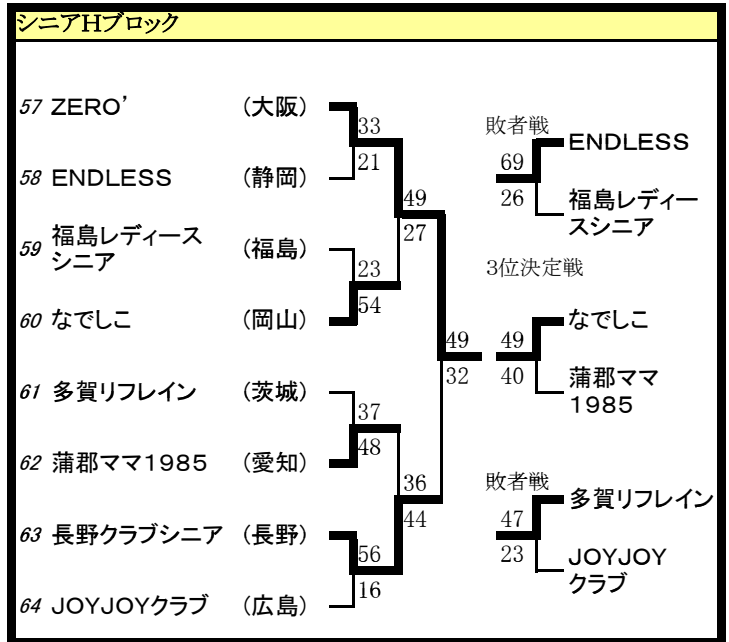 シニアHブロック
57 ZERO’ (大阪)
58 ENDLESS (静岡)
59 福島レディース
シニア (福島)
60 なでしこ (岡山)
61 多賀リフレイン (茨城)
62 蒲郡ママ1985 (愛知)
63 長野クラブシニア (長野)
64 JOYJOYクラブ (広島)
33
21
23
54
37
48
56
16
49
27
36
44
49
32
敗者戦
69
26
ENDLESS
福島レディー
スシニア
3位決定戦
49
40
なでしこ
蒲郡ママ
1985
敗者戦
47
23
多賀リフレイン
JOYJOY
クラブ